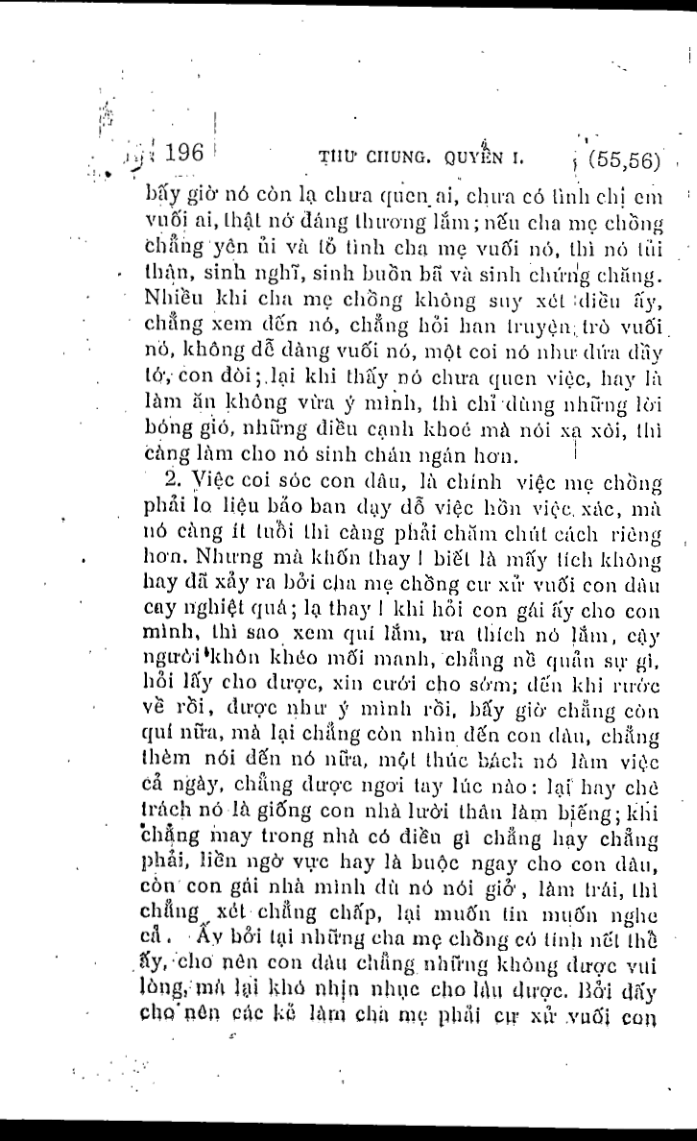 196 THƯ CHUNG. QUYỂN I. (55,56)
bấy giờ nó còn lạ chưa quen ai, chưa có tình chị em
vuối ai, thật nó đáng thương lắm; nếu cha mẹ chồng
chẳng yên ủi và tỏ tình cha mẹ vuối nó, thì nó tủi
thận, sinh nghĩ, sinh buồn bã và sinh chứng chăng.
Nhiều khi cha mẹ chồng không suy xét điều ấy,
chẳng xem đến nó, chẳng hỏi han truyện trò vuối
nó, không dễ dàng vuối nó, một coi nó như đứa đầy
tớ, con đòi; lại khi thấy nó chưa quen việc, hay là
làm ăn không vừa ý mình, thì chỉ dùng những lời
bóng gió, những điều cạnh khoé mà nói xa xôi, thì
càng làm cho nó sinh chán ngán hơn.
2. Việc coi sóc con dâu, là chính việc mẹ chồng
phải lo liệu bảo ban dạy dỗ việc hồn việc xác, mà
nó càng ít tuổi thì càng phải chăm chút cách riêng
hơn. Nhưng mà khốn thay ! biết là mấy tích không
hay đã xảy ra bởi cha mẹ chồng cư xử vuối con dâu
cay nghiệt quá; lạ thay ! khi hỏi con gái ấy cho con
mình, thì sao xem quí lắm, ưa thích nó lắm, cậy
người khôn khéo mối manh, chẳng nề quản sự gì,
hỏi lấy cho được, xin cưới cho sớm; đến khi rước
về rồi, được như ý mình rồi, bấy giờ chẳng còn
quí nữa, mà lại chẳng còn nhìn đến con dâu, chẳng
thèm nói đến nó nữa, một thúc bách nó làm việc
cả ngày, chẳng được ngơi tay lúc nào: lại hay chê
trách nó là giống con nhà lười thân làm biếng; khi
chẳng may trong nhà có điều gì chẳng hay chẳng
phải, liền ngờ vực hay là buộc ngay cho con dâu,
còn con gái nhà mình dù nó nói giở, làm trái, thì
chẳng xét chẳng chấp, lại muốn tin muốn nghe
cả. Ấy bởi tại những cha mẹ chồng có tính nết thể
ấy, cho nên con dâu chẳng những không được vui
lòng, mà lại khó nhịn nhục cho lâu được. Bởi đấy
cho nên các kẻ làm cha mẹ phải cư xử vuối con